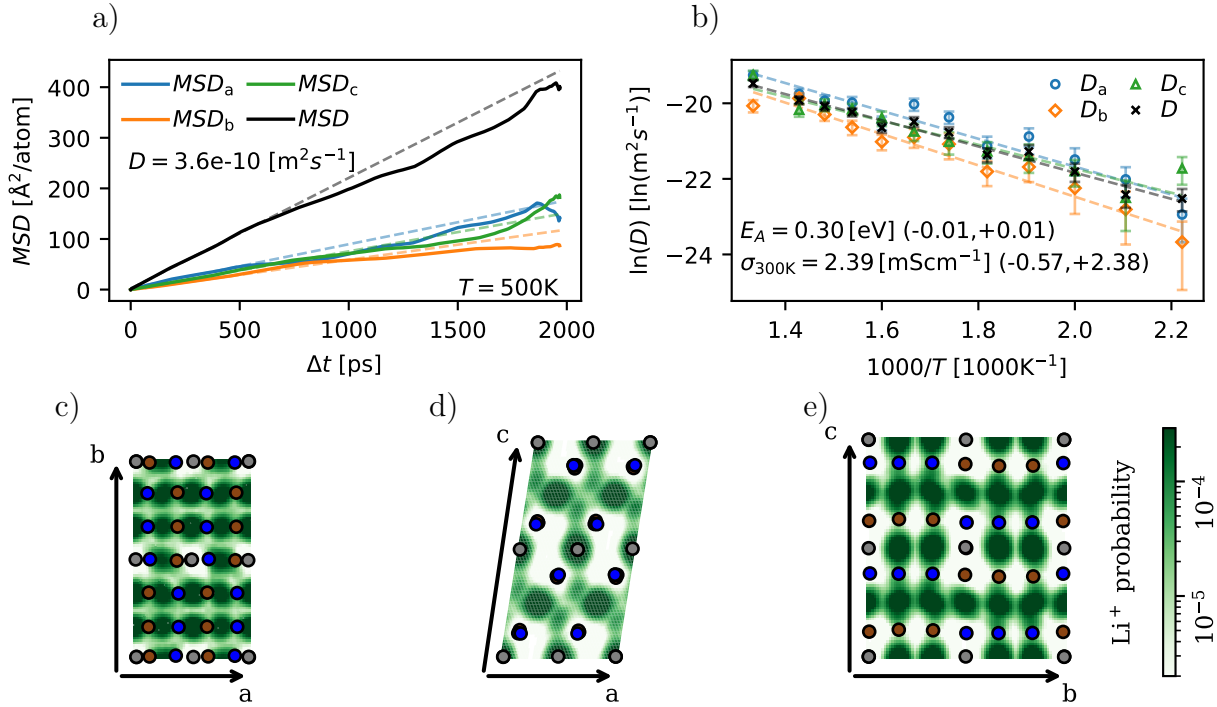 a)
400
300
200
100
0
MSD [Å²/atom]
MSD_a
MSD_b
MSD_c
MSD
D = 3.6e-10 [m²s⁻¹]
T = 500K
0 500 1000 1500 2000
Δt [ps]
b)
−20
−22
−24
ln(D) [ln(m²s⁻¹)]
D_a
D_b
D_c
D
E_A = 0.30 [eV] (-0.01,+0.01)
σ_300K = 2.39 [mScm⁻¹] (-0.57,+2.38)
1.4 1.6 1.8 2.0 2.2
1000/T [1000K⁻¹]
c)
b
a
d)
c
a
e)
c
b
Li⁺ probability
10⁻⁴
10⁻⁵